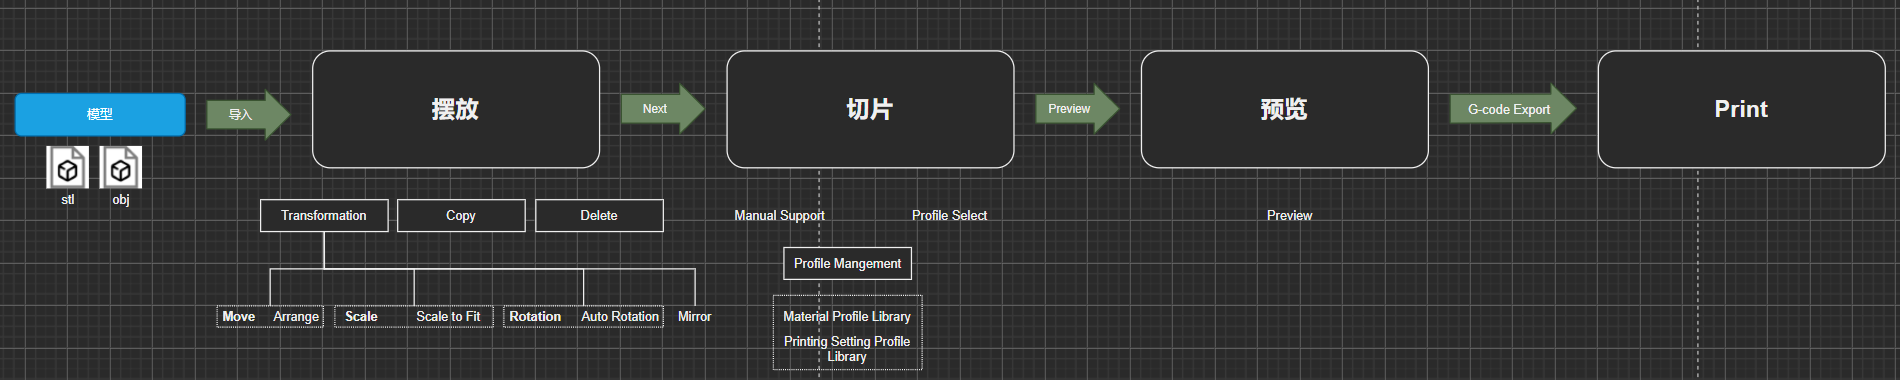 模型
导入
摆放
Next
切片
Preview
预览
G-code Export
Print
stl
obj
Transformation
Copy
Delete
Manual Support
Profile Select
Preview
Profile Mangement
Move
Arrange
Scale
Scale to Fit
Rotation
Auto Rotation
Mirror
Material Profile Library
Printing Setting Profile
Library